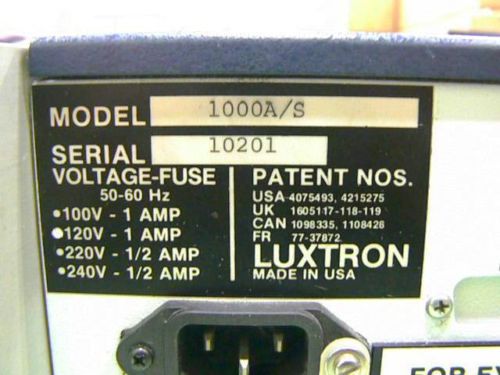 MODEL 1000A/S
SERIAL 10201
VOLTAGE-FUSE
50-60 Hz
•100V - 1 AMP
•120V - 1 AMP
•220V - 1/2 AMP
•240V - 1/2 AMP
PATENT NOS.
USA 4075493, 4215275
UK 1605117-118-119
CAN 1098335, 1108428
FR 77-37872
LUXTRON
MADE IN USA
FOR